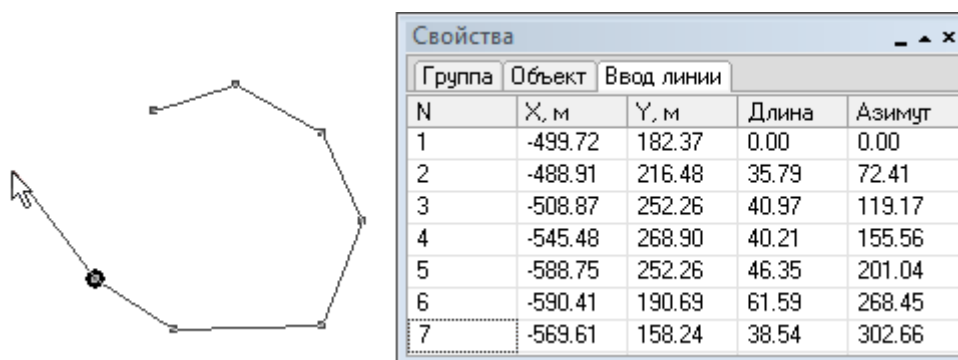 Свойства
Группа Объект Ввод линии
N X, м Y, м Длина Азимут
1 -499.72 182.37 0.00 0.00
2 -488.91 216.48 35.79 72.41
3 -508.87 252.26 40.97 119.17
4 -545.48 268.90 40.21 155.56
5 -588.75 252.26 46.35 201.04
6 -590.41 190.69 61.59 268.45
7 -569.61 158.24 38.54 302.66